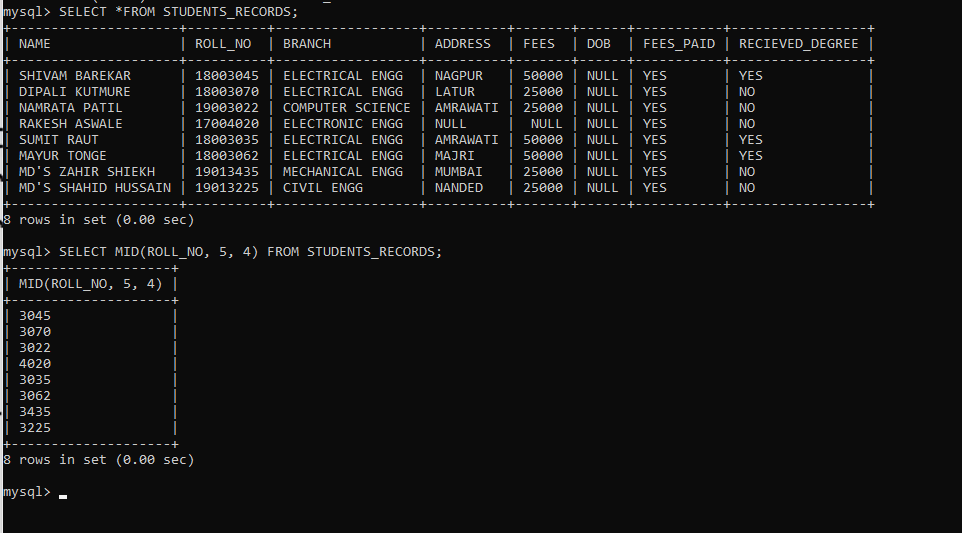 mysql> SELECT *FROM STUDENTS_RECORDS;
+---------------------+----------+------------------+----------+-------+------+-----------+-----------------+
| NAME                | ROLL_NO  | BRANCH           | ADDRESS  | FEES  | DOB  | FEES_PAID | RECIEVED_DEGREE |
+---------------------+----------+------------------+----------+-------+------+-----------+-----------------+
| SHIVAM BAREKAR      | 18003045 | ELECTRICAL ENGG  | NAGPUR   | 50000 | NULL | YES       | YES             |
| DIPALI KUTMURE      | 18003070 | ELECTRICAL ENGG  | LATUR    | 25000 | NULL | YES       | NO              |
| NAMRATA PATIL       | 19003022 | COMPUTER SCIENCE | AMRAWATI | 25000 | NULL | YES       | NO              |
| RAKESH ASWALE       | 17004020 | ELECTRONIC ENGG  | NULL     |  NULL | NULL | YES       | NO              |
| SUMIT RAUT          | 18003035 | ELECTRICAL ENGG  | AMRAWATI | 50000 | NULL | YES       | YES             |
| MAYUR TONGE         | 18003062 | ELECTRICAL ENGG  | MAJRI    | 50000 | NULL | YES       | YES             |
| MD'S ZAHIR SHIEKH   | 19013435 | MECHANICAL ENGG  | MUMBAI   | 25000 | NULL | YES       | NO              |
| MD'S SHAHID HUSSAIN | 19013225 | CIVIL ENGG       | NANDED   | 25000 | NULL | YES       | NO              |
+---------------------+----------+------------------+----------+-------+------+-----------+-----------------+
8 rows in set (0.00 sec)
mysql> SELECT MID(ROLL_NO, 5, 4) FROM STUDENTS_RECORDS;
+--------------------+
| MID(ROLL_NO, 5, 4) |
+--------------------+
| 3045               |
| 3070               |
| 3022               |
| 4020               |
| 3035               |
| 3062               |
| 3435               |
| 3225               |
+--------------------+
8 rows in set (0.00 sec)
mysql> _